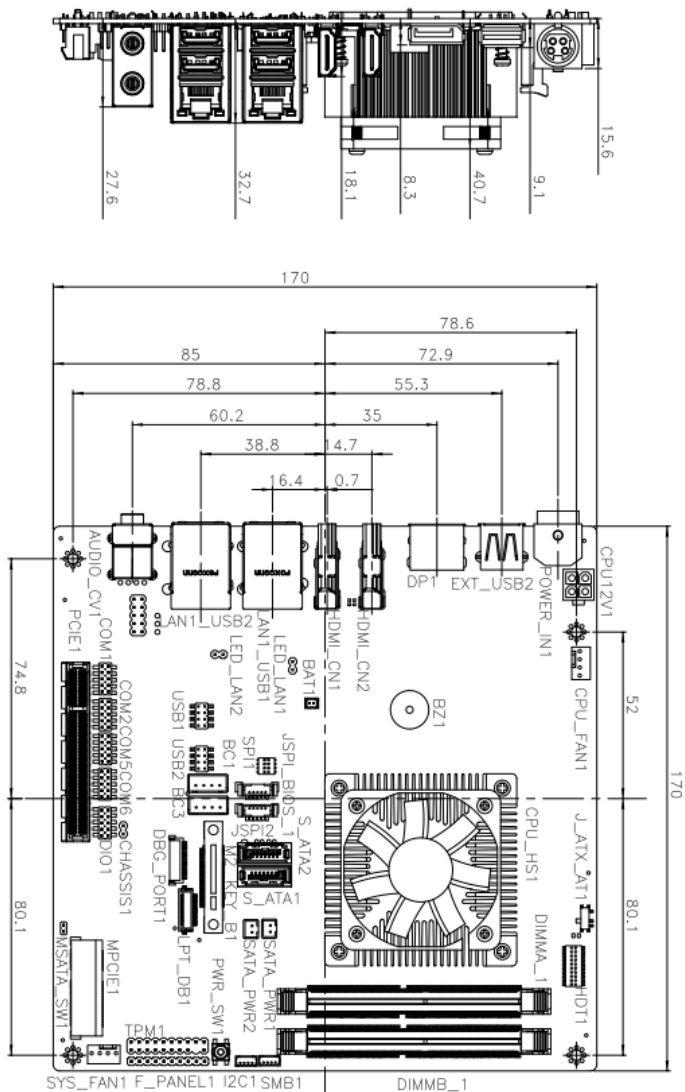 27.6
32.7
18.1
8.3
40.7
9.1
15.6
170
78.6
85
72.9
78.8
55.3
60.2
35
38.8
14.7
16.4
0.7
AUDIO_CV1
FOXCONN
FOXCONN
DP1
EXT_USB2
POWER_IN1
CPU12V1
LAN1_USB2
LAN1_USB1
HDMI_CN1
HDMI_CN2
PCIE1
COM1
LED_LAN2
LED_LAN1
BAT1
BZ1
CPU_FAN1
74.8
52
170
COM2
COM5
COM6
USB1
USB2
BC1
BC3
SPI1
JSPI_BIOS_1
JSPI2
S_ATA2
S_ATA1
DIO1
CHASSIS1
DBG_PORT1
M2_KEY_B1
CPU_HS1
J_ATX_AT1
80.1
80.1
LPT_DB1
SATA_PWR2
SATA_PWR1
DIMMA_1
HDT1
MSATA_SW1
MPCIE1
TPM1
PWR_SW1
SYS_FAN1
F_PANEL1
I2C1
SMB1
DIMMB_1